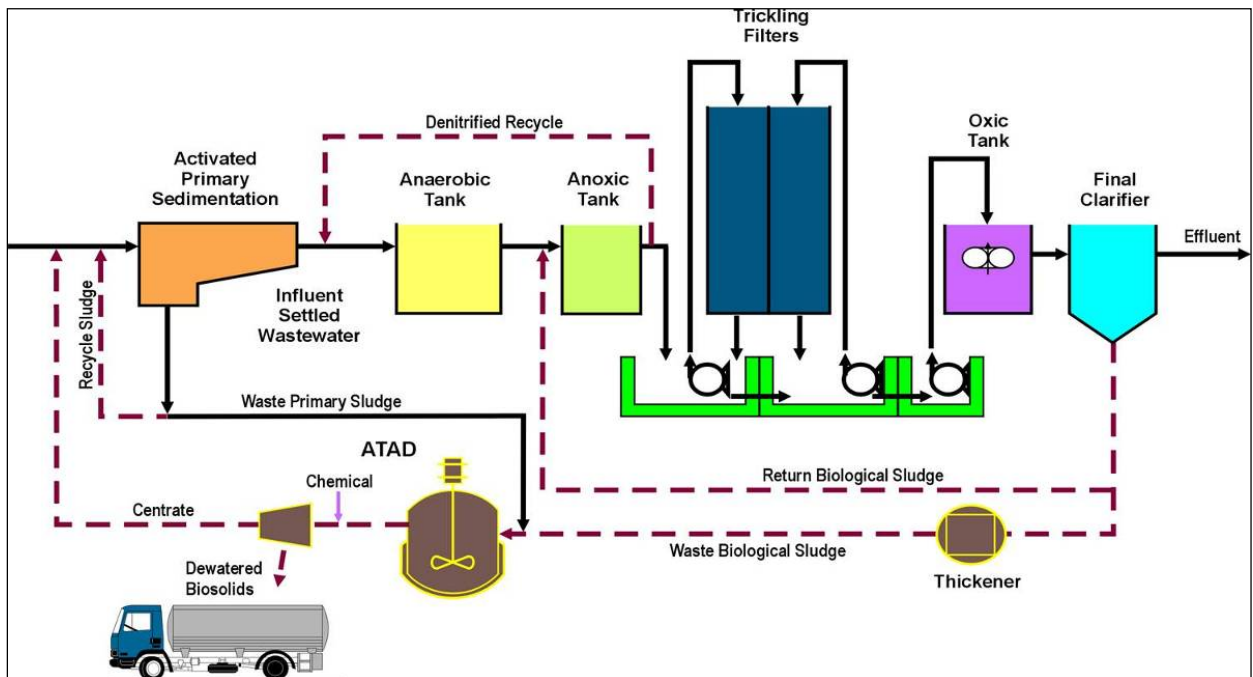 Trickling
Filters
Denitrified Recycle
Oxic
Tank
Activated
Primary
Sedimentation
Anaerobic
Tank
Anoxic
Tank
Final
Clarifier
Effluent
Recycle Sludge
Influent
Settled
Wastewater
Waste Primary Sludge
ATAD
Chemical
Return Biological Sludge
Centrate
Waste Biological Sludge
Dewatered
Biosolids
Thickener